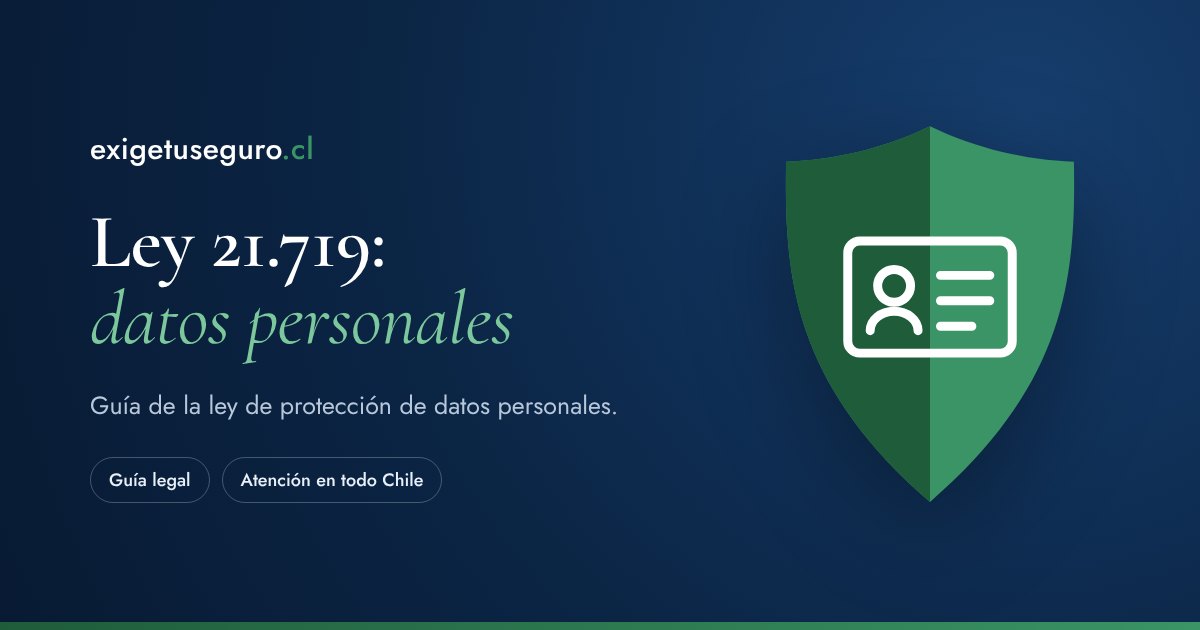 exigetuseguro.cl
Ley 21.719:
datos personales
Guía de la ley de protección de datos personales.
Guía legal
Atención en todo Chile